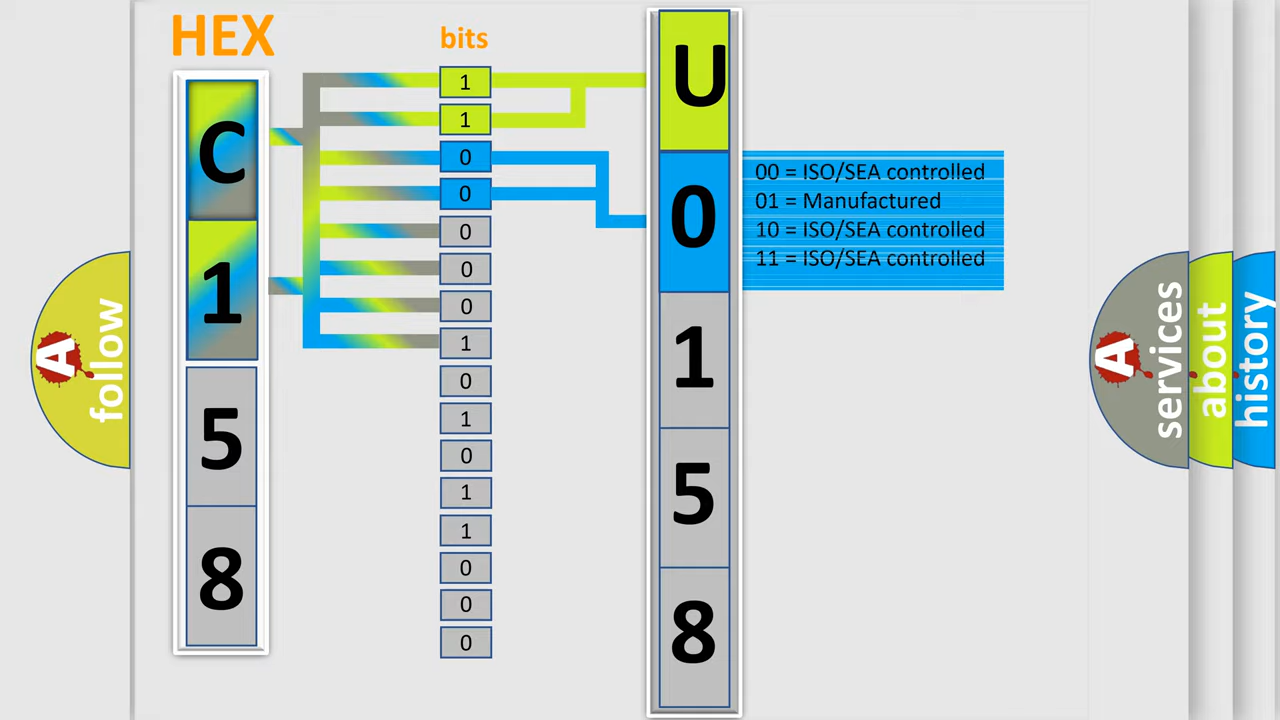 HEX
bits
C
1
5
8
1
1
0
0
0
0
0
1
0
1
0
1
1
0
0
0
U
0
1
5
8
00 = ISO/SEA controlled
01 = Manufactured
10 = ISO/SEA controlled
11 = ISO/SEA controlled
A
follow
A
services
about
history